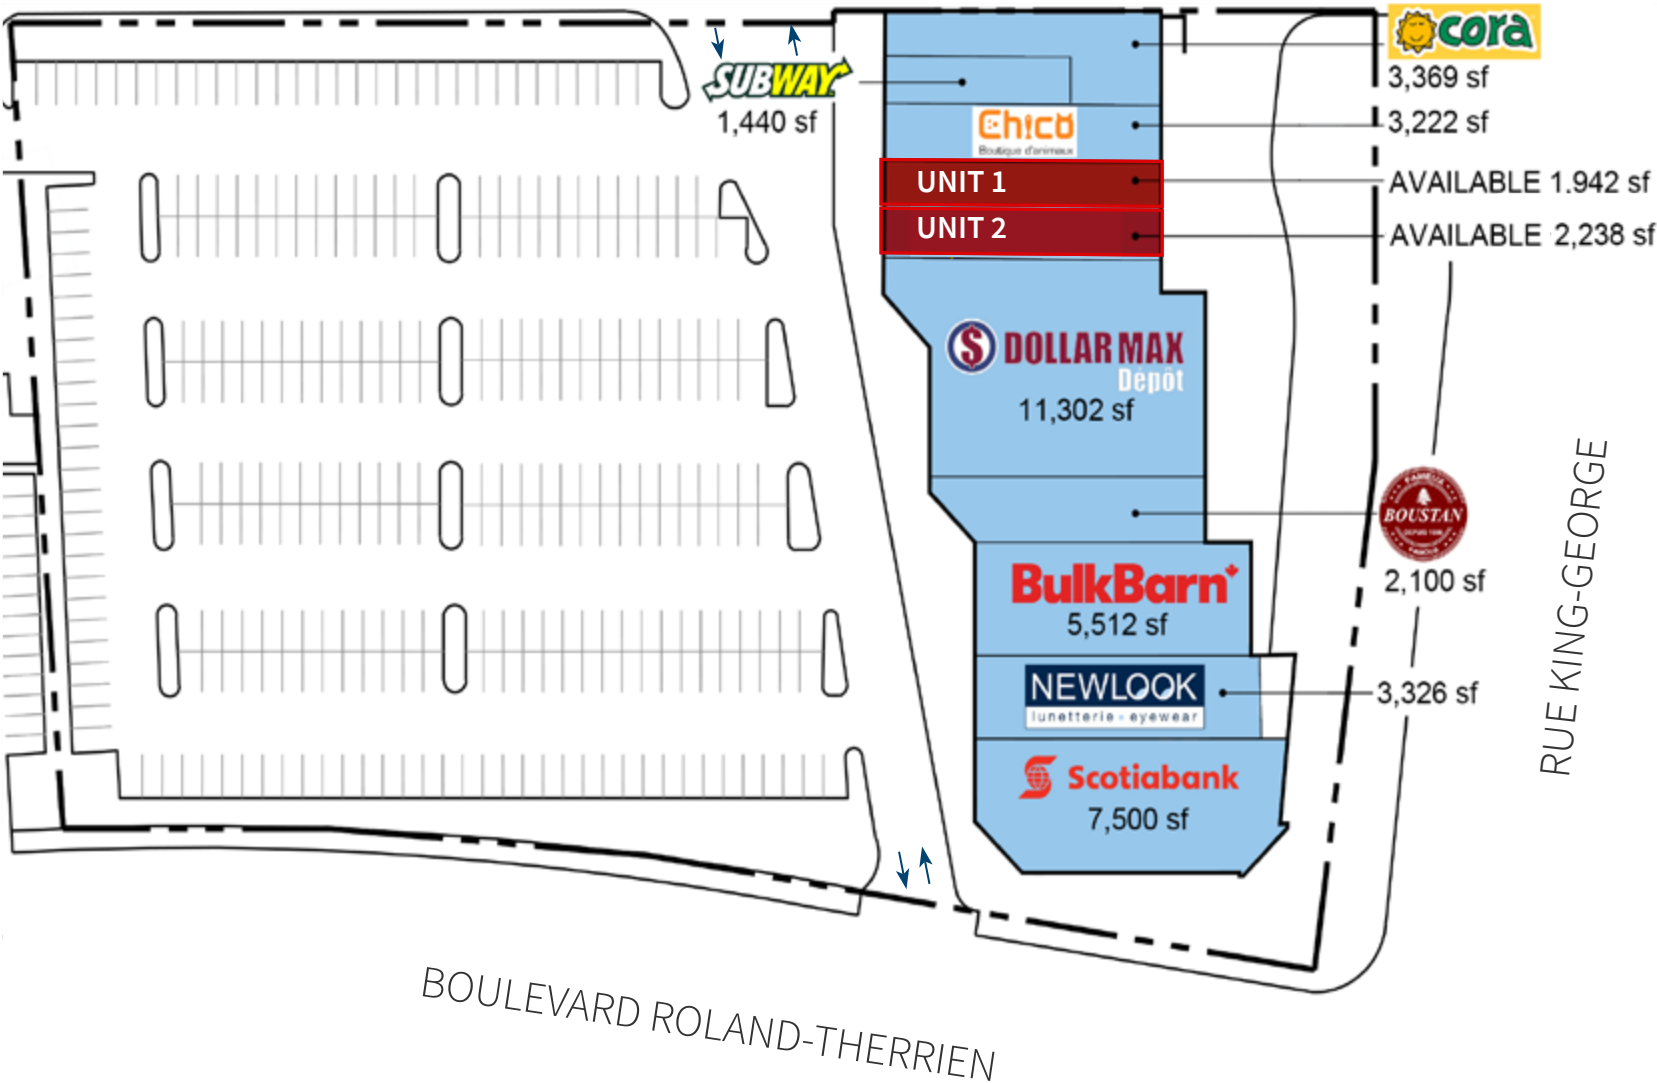 cora
3,369 sf
SUBWAY
1,440 sf
Chico
Boutique d'animaux
3,222 sf
UNIT 1
AVAILABLE 1.942 sf
UNIT 2
AVAILABLE 2,238 sf
$ DOLLAR MAX
Dépôt
11,302 sf
FAMEUX
BOUSTAN
FAMOUS
2,100 sf
BulkBarn
5,512 sf
NEWLOOK
lunetterie - eyewear
3,326 sf
Scotiabank
7,500 sf
RUE KING-GEORGE
BOULEVARD ROLAND-THERRIEN